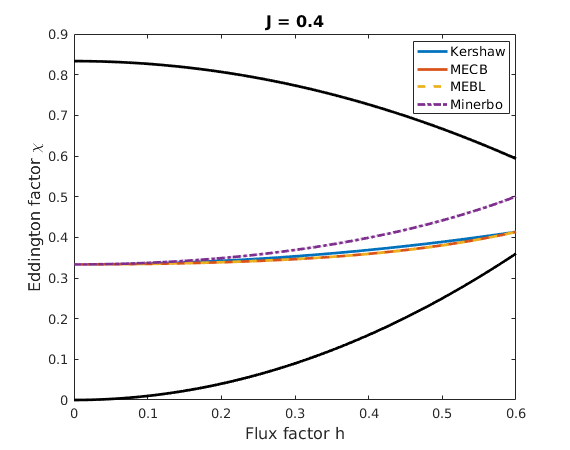 J = 0.4
Kershaw
MECB
MEBL
Minerbo
Eddington factor χ
0.9
0.8
0.7
0.6
0.5
0.4
0.3
0.2
0.1
0
0 0.1 0.2 0.3 0.4 0.5 0.6
Flux factor h